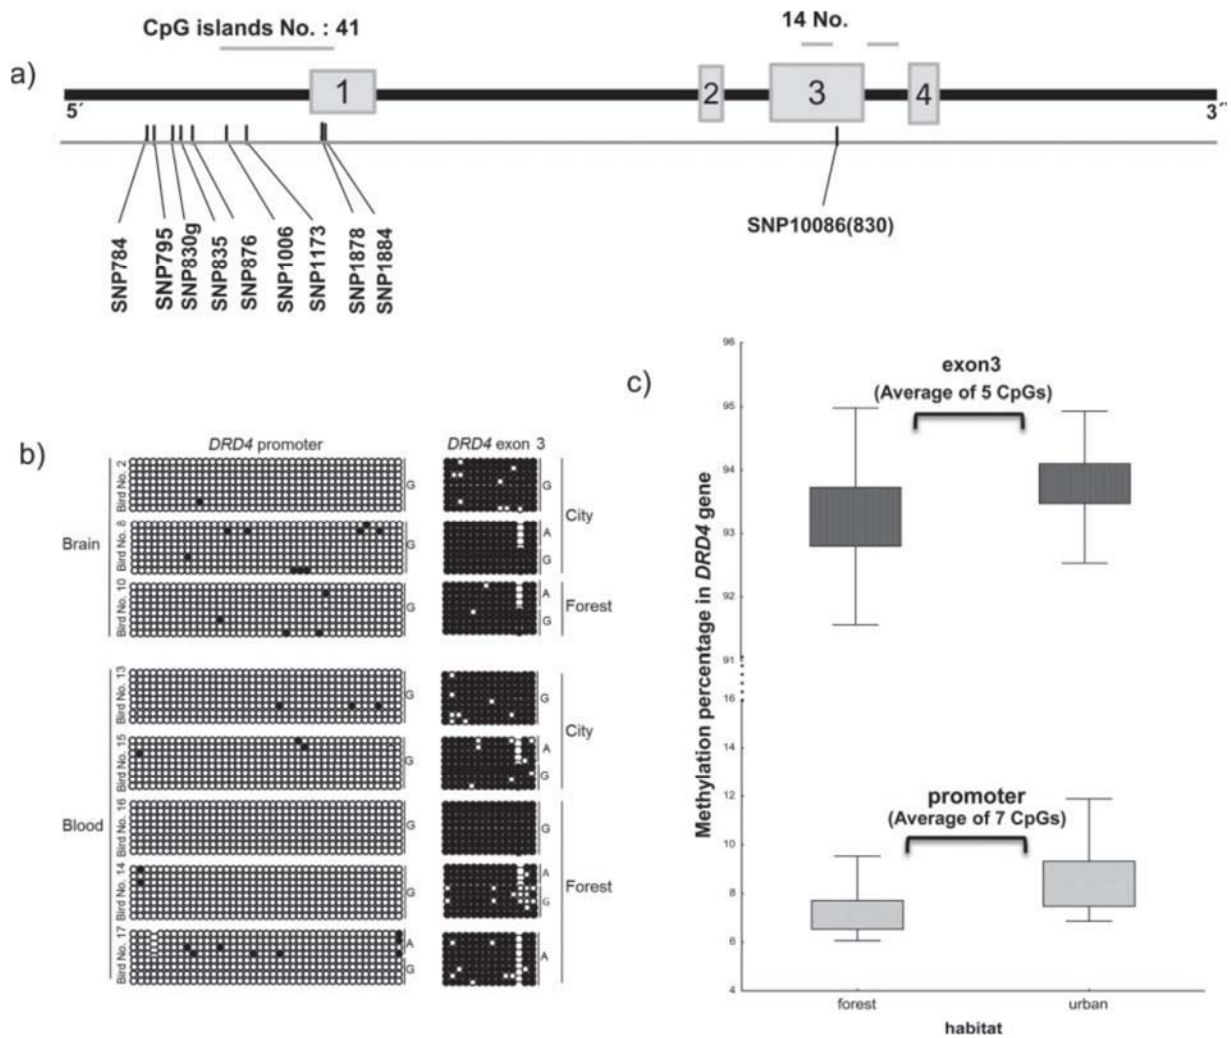 CpG islands No. : 41
14 No.
a)
1
2
3
4
5´
3´
SNP784
SNP795
SNP830g
SNP835
SNP876
SNP1006
SNP1173
SNP1878
SNP1884
SNP10086(830)
b)
DRD4 promoter
DRD4 exon 3
Brain
Bird No. 2
G
G
City
Bird No. 8
G
A
G
Bird No. 10
G
A
G
Forest
Blood
Bird No. 13
G
G
City
Bird No. 15
G
A
G
Bird No. 16
G
G
Forest
Bird No. 14
G
A
G
Bird No. 17
A
G
A
c)
Methylation percentage in DRD4 gene
96
95
94
93
92
91
16
14
12
10
8
6
4
exon3
(Average of 5 CpGs)
promoter
(Average of 7 CpGs)
forest
urban
habitat